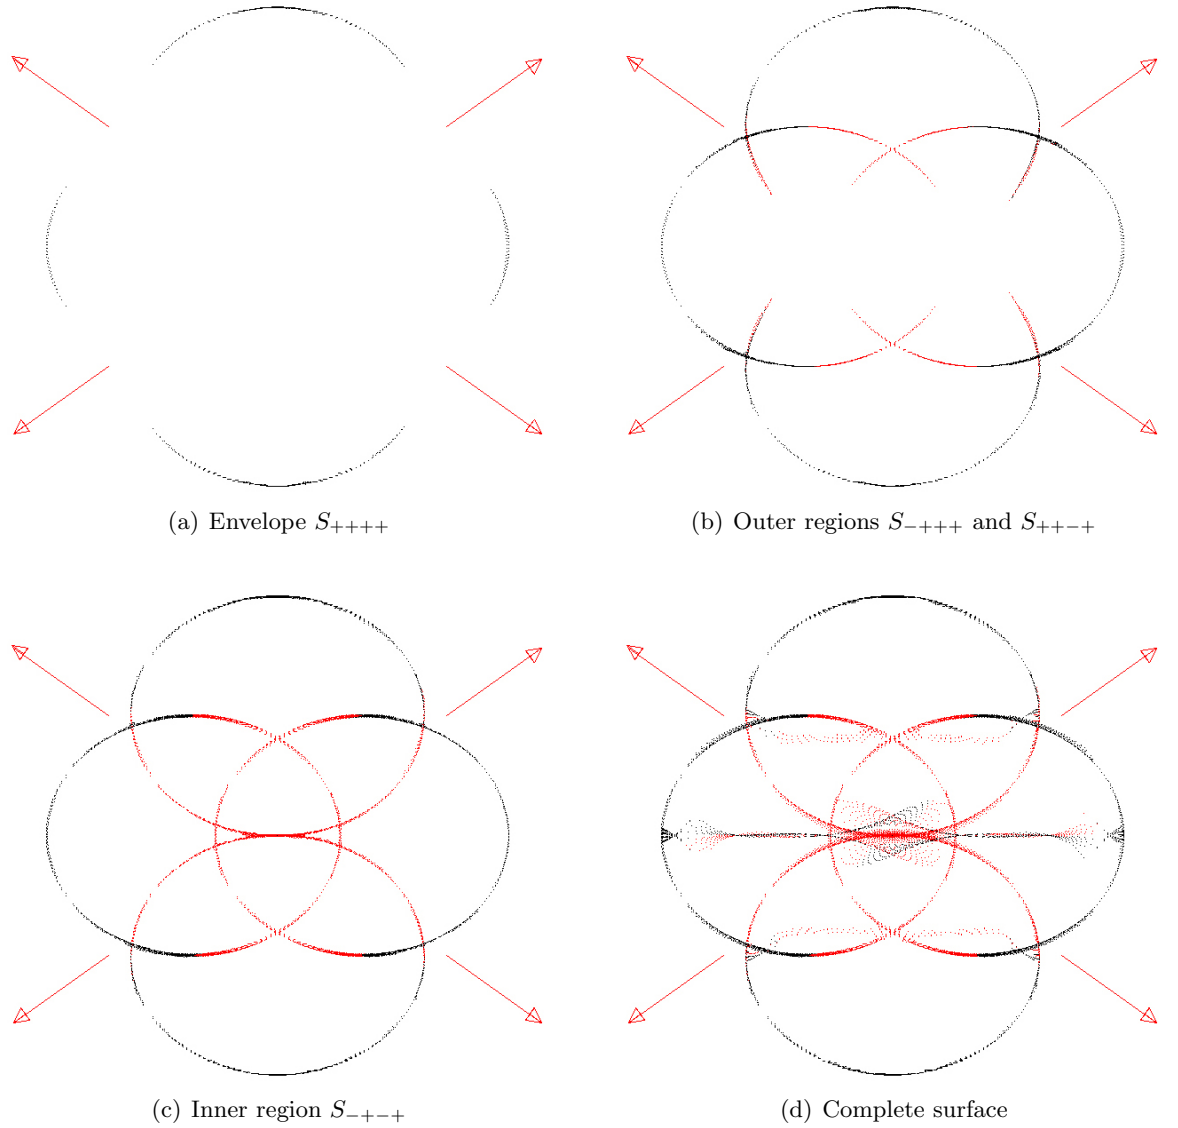 (a) Envelope S₊₊₊₊
(b) Outer regions S₋₊₊₊ and S₊₊₋₊
(c) Inner region S₋₊₋₊
(d) Complete surface